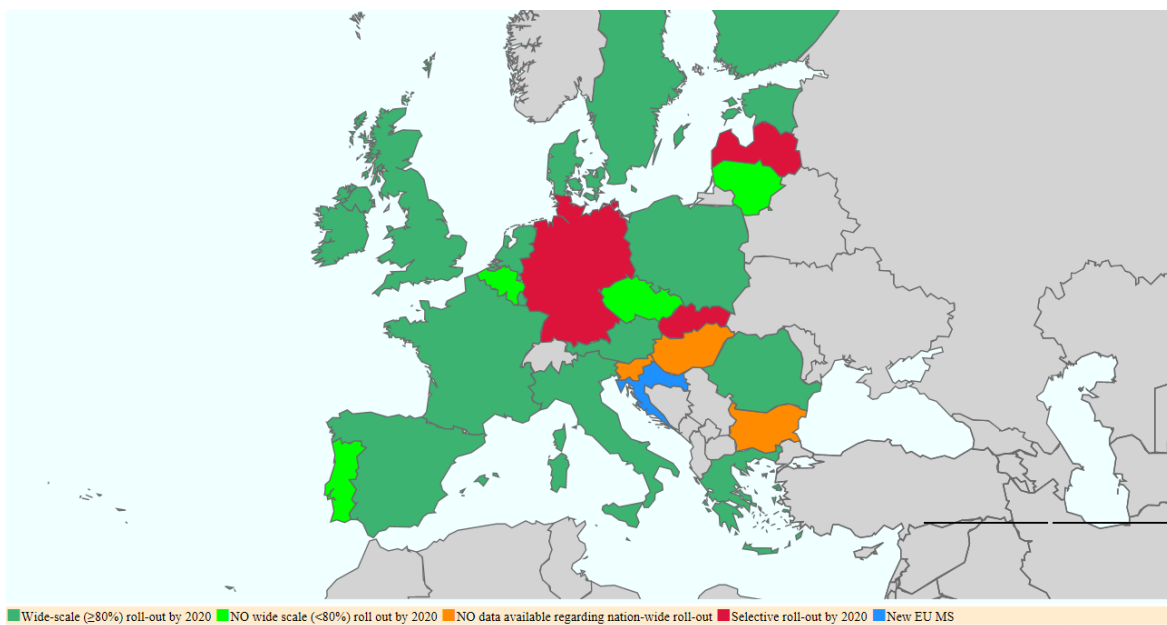 Wide-scale (≥80%) roll-out by 2020 NO wide scale (<80%) roll out by 2020 NO data available regarding nation-wide roll-out Selective roll-out by 2020 New EU MS